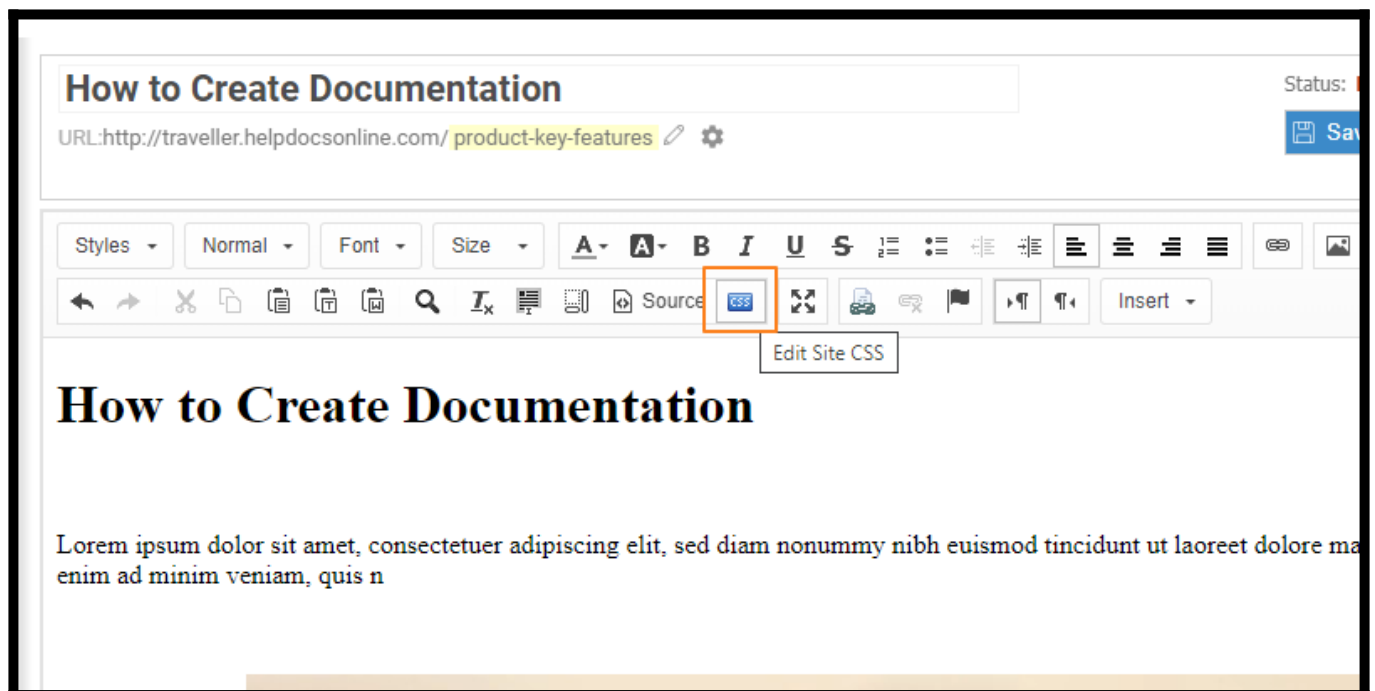 How to Create Documentation
Status:
URL:http://traveller.helpdocsonline.com/ product-key-features
Styles Normal Font Size A A B I U S
Source CSS Insert
Edit Site CSS
How to Create Documentation
Lorem ipsum dolor sit amet, consectetuer adipiscing elit, sed diam nonummy nibh euismod tincidunt ut laoreet dolore
enim ad minim veniam, quis n